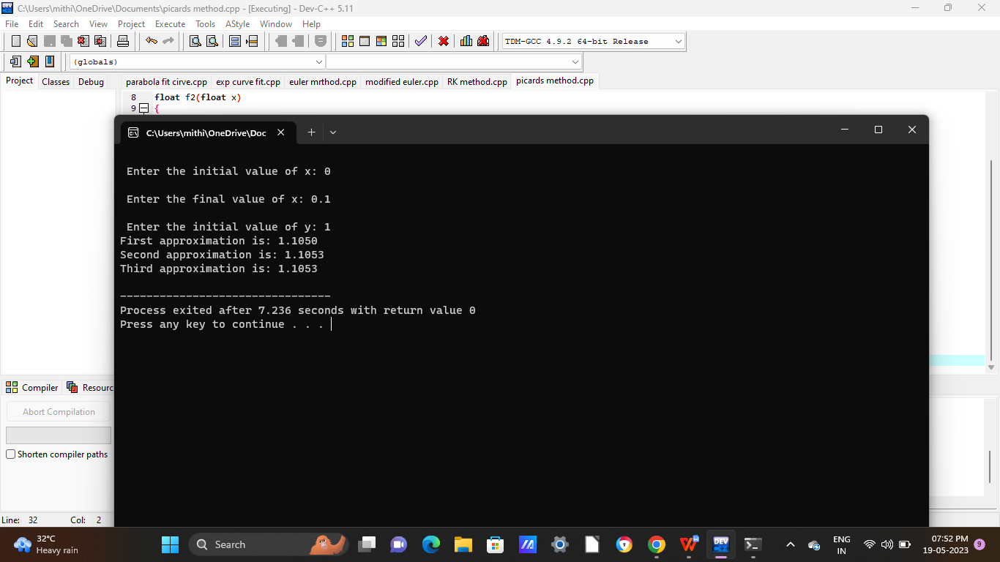 C:\Users\mithi\OneDrive\Documents\picards method.cpp - [Executing] - Dev-C++ 5.11
File Edit Search View Project Execute Tools AStyle Window Help
TDM-GCC 4.9.2 64-bit Release
(globals)
Project Classes Debug
parabola fit cirve.cpp exp curve fit.cpp euler mrthod.cpp modified euler.cpp RK method.cpp picards method.cpp
8 float f2(float x)
9 {
C:\Users\mithi\OneDrive\Doc
Enter the initial value of x: 0
Enter the final value of x: 0.1
Enter the initial value of y: 1
First approximation is: 1.1050
Second approximation is: 1.1053
Third approximation is: 1.1053
--------------------------------
Process exited after 7.236 seconds with return value 0
Press any key to continue . . .
Compiler Resourc
Abort Compilation
Shorten compiler paths
Line: 32 Col: 2
32°C
Heavy rain
Search
DEV
ENG
IN
07:52 PM
19-05-2023
9